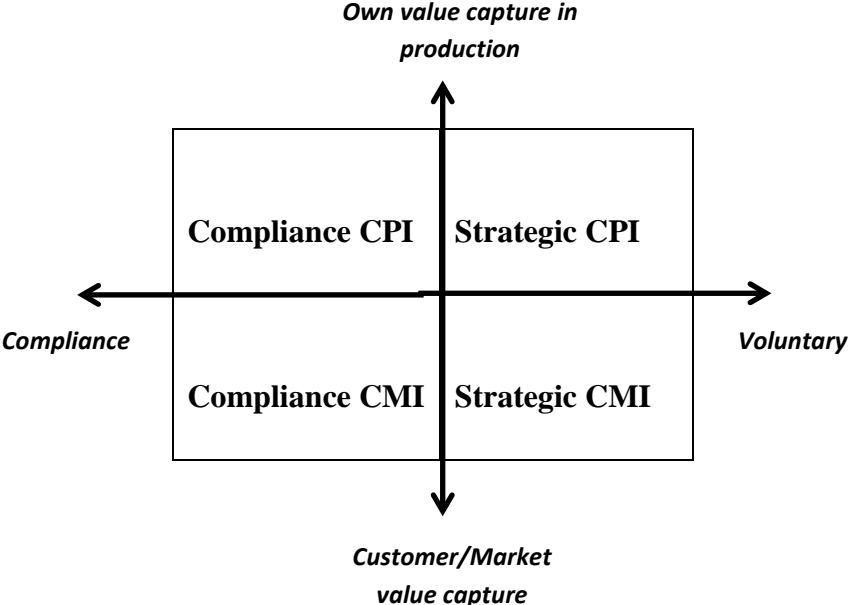 Own value capture in
production
Compliance CPI
Strategic CPI
Compliance
Voluntary
Compliance CMI
Strategic CMI
Customer/Market
value capture